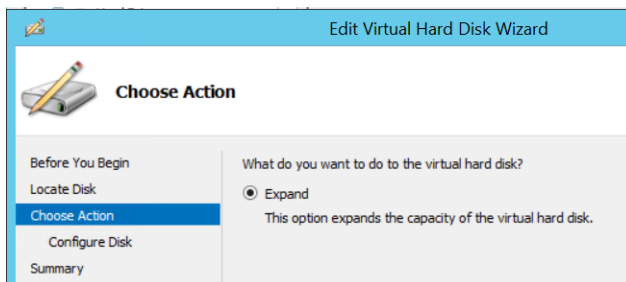 Edit Virtual Hard Disk Wizard
Choose Action
Before You Begin
Locate Disk
Choose Action
Configure Disk
Summary
What do you want to do to the virtual hard disk?
Expand
This option expands the capacity of the virtual hard disk.